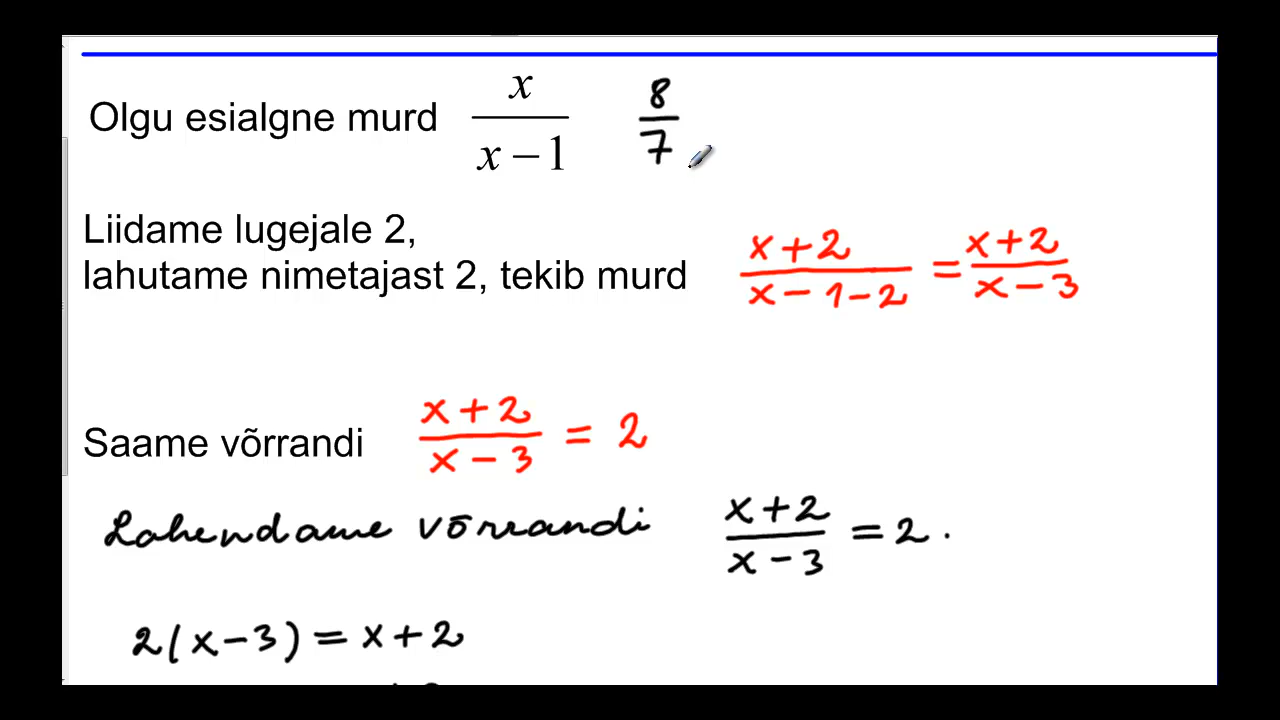 Olgu esialgne murd x/(x − 1) 8/7
Liidame lugejale 2,
lahutame nimetajast 2, tekib murd (x+2)/(x−1−2) = (x+2)/(x−3)
Saame võrrandi (x+2)/(x−3) = 2
Lahendame võrrandi (x+2)/(x−3) = 2.
2(x−3) = x+2